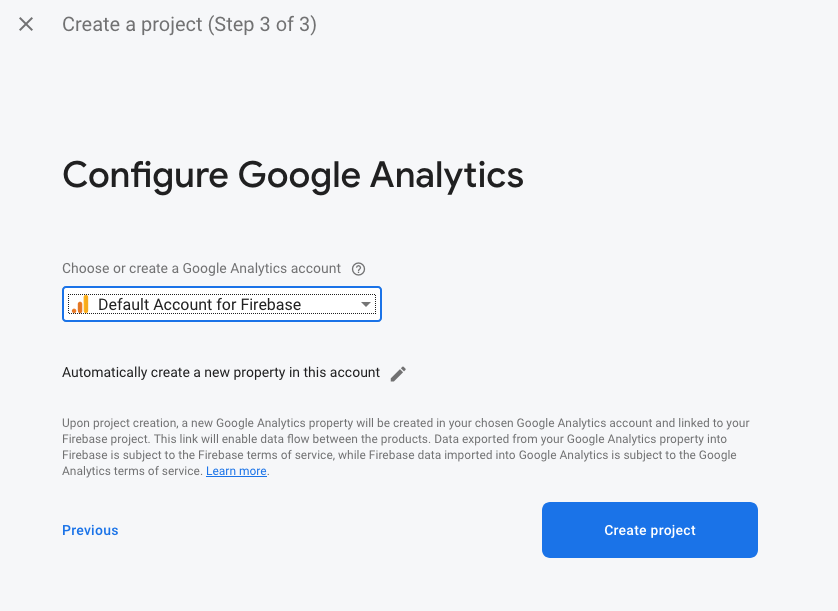 Create a project (Step 3 of 3)
Configure Google Analytics
Choose or create a Google Analytics account
Default Account for Firebase
Automatically create a new property in this account
Upon project creation, a new Google Analytics property will be created in your chosen Google Analytics account and linked to your
Firebase project. This link will enable data flow between the products. Data exported from your Google Analytics property into
Firebase is subject to the Firebase terms of service, while Firebase data imported into Google Analytics is subject to the Google
Analytics terms of service. Learn more.
Previous
Create project